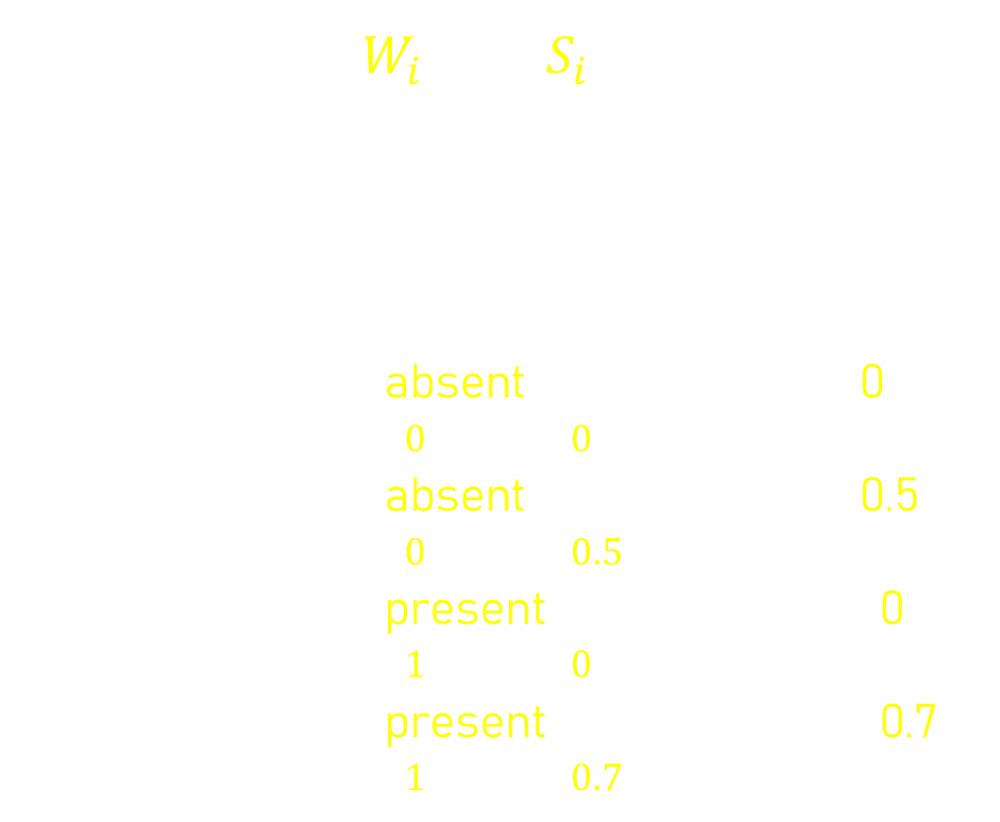 W_i S_i
absent 0
0 0
absent 0.5
0 0.5
present 0
1 0
present 0.7
1 0.7